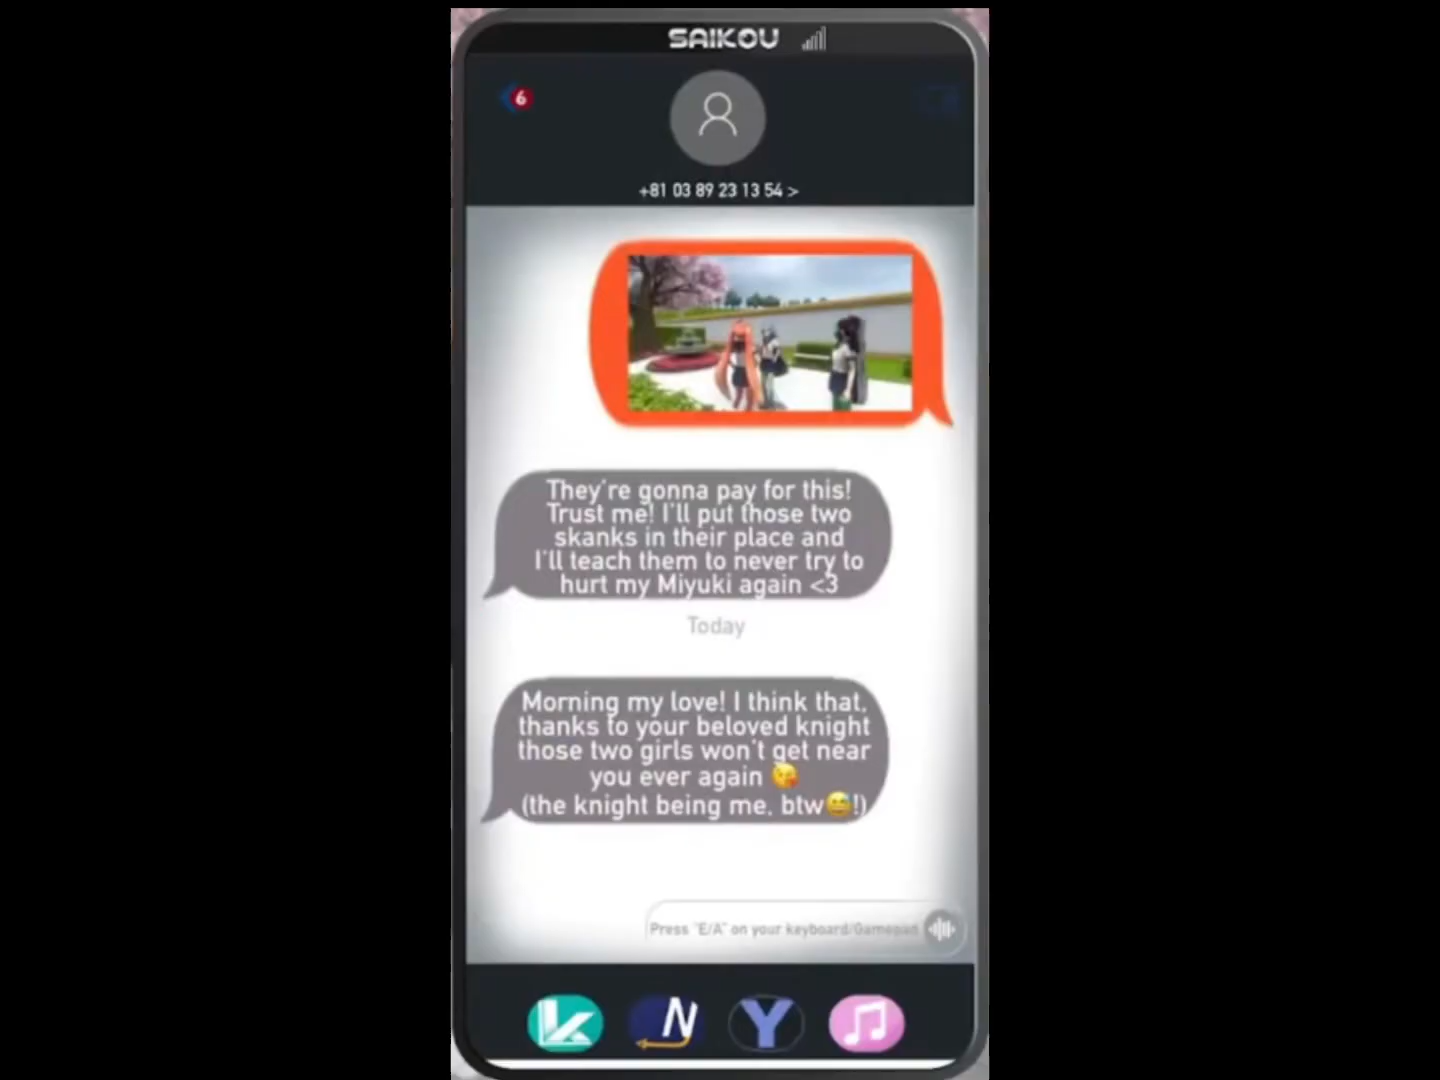 SAIKOU
6
+81 03 89 23 13 54 >
They're gonna pay for this!
Trust me! I'll put those two
skanks in their place and
I'll teach them to never try to
hurt my Miyuki again <3
Today
Morning my love! I think that,
thanks to your beloved knight
those two girls won't get near
you ever again 😘
(the knight being me, btw😅!)
Press "E/A" on your keyboard/Gamepad
N
Y